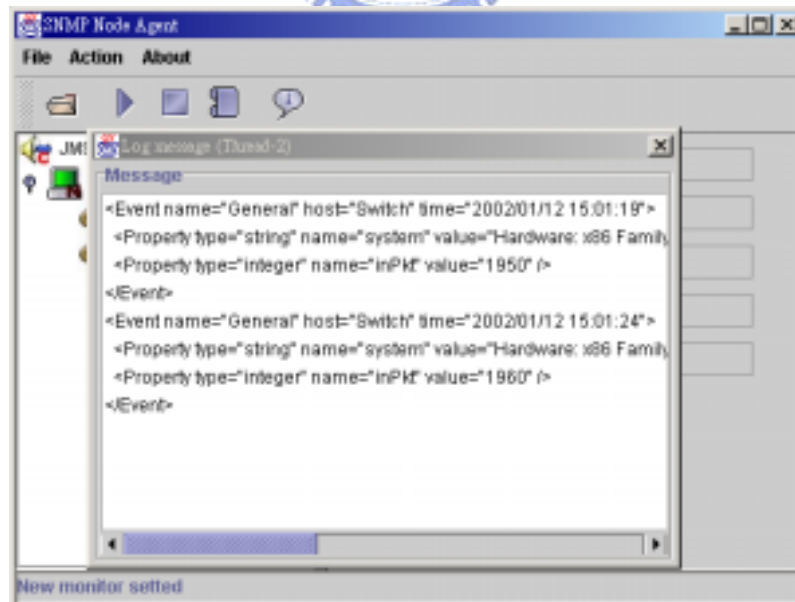 SNMP Node Agent
File Action About
JMS
Log message (Thread-2)
Message
<Event name="General" host="Switch" time="2002/01/12 15:01:19">
<Property type="string" name="system" value="Hardware: x86 Family
<Property type="integer" name="inPkt" value="1950" />
</Event>
<Event name="General" host="Switch" time="2002/01/12 15:01:24">
<Property type="string" name="system" value="Hardware: x86 Family
<Property type="integer" name="inPkt" value="1960" />
</Event>
New monitor setted